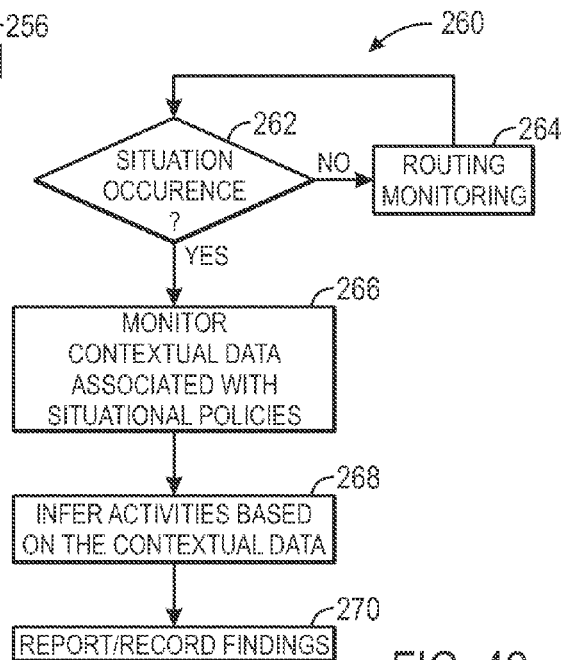 256
260
262
SITUATION
OCCURENCE
?
NO
264
ROUTING
MONITORING
YES
266
MONITOR
CONTEXTUAL DATA
ASSOCIATED WITH
SITUATIONAL POLICIES
268
INFER ACTIVITIES BASED
ON THE CONTEXTUAL DATA
270
REPORT/RECORD FINDINGS